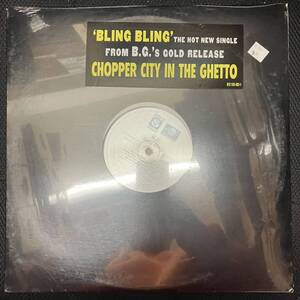 'BLING BLING' THE HOT NEW SINGLE
FROM B.G.'s GOLD RELEASE
CHOPPER CITY IN THE GHETTO